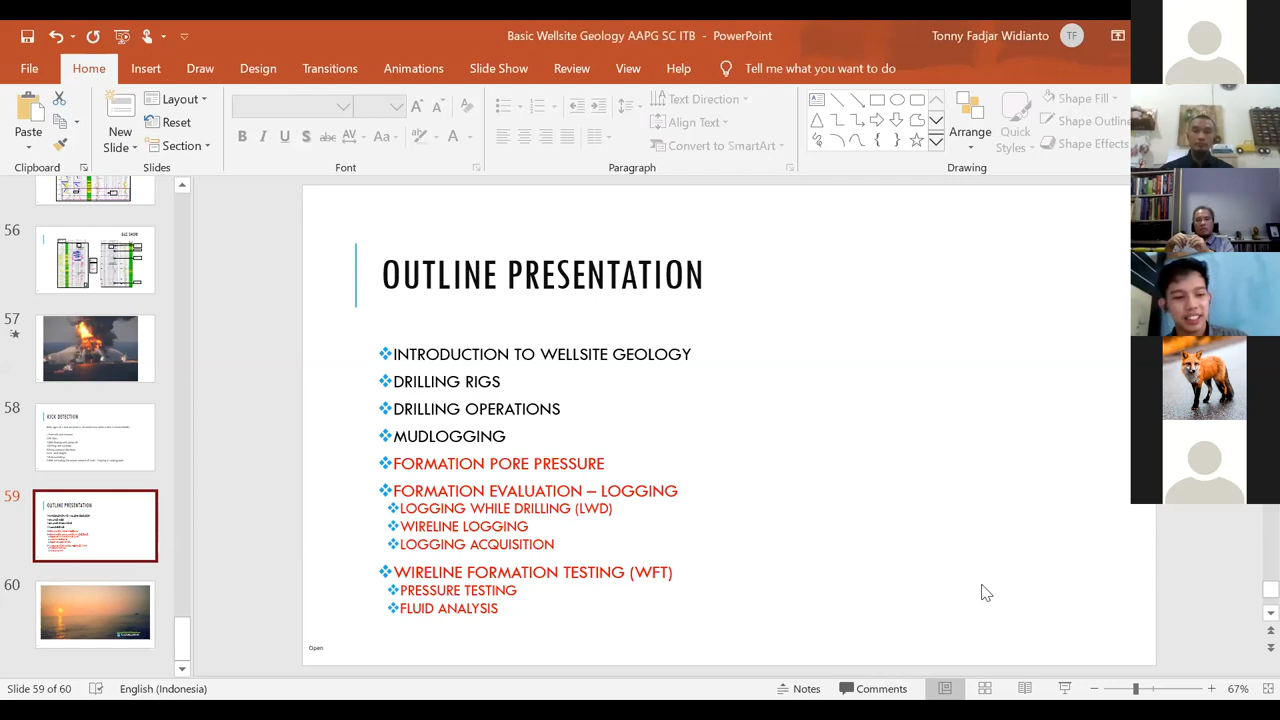 Basic Wellsite Geology AAPG SC ITB - PowerPoint
Tonny Fadjar Widianto
TF
File
Home
Insert
Draw
Design
Transitions
Animations
Slide Show
Review
View
Help
Tell me what you want to do
Paste
Clipboard
New
Slide
Layout
Reset
Section
Slides
Font
Text Direction
Align Text
Convert to SmartArt
Paragraph
Arrange
Quick
Styles
Shape Fill
Shape Outline
Shape Effects
Drawing
56
57
58
KICK DETECTION
59
OUTLINE PRESENTATION
60
OUTLINE PRESENTATION
INTRODUCTION TO WELLSITE GEOLOGY
DRILLING RIGS
DRILLING OPERATIONS
MUDLOGGING
FORMATION PORE PRESSURE
FORMATION EVALUATION – LOGGING
LOGGING WHILE DRILLING (LWD)
WIRELINE LOGGING
LOGGING ACQUISITION
WIRELINE FORMATION TESTING (WFT)
PRESSURE TESTING
FLUID ANALYSIS
Open
Slide 59 of 60
English (Indonesia)
Notes
Comments
67%